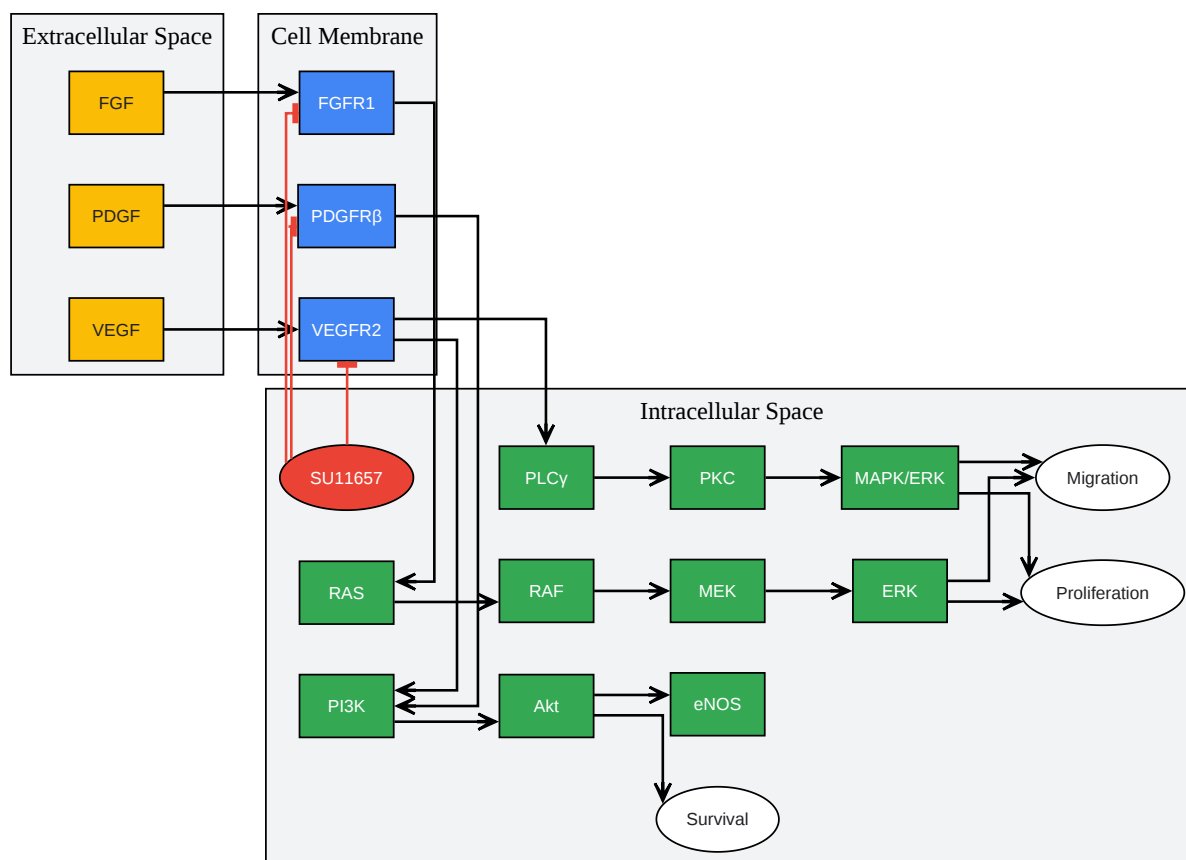 Extracellular Space
Cell Membrane
FGF
FGFR1
PDGF
PDGFRβ
VEGF
VEGFR2
Intracellular Space
SU11657
PLCγ
PKC
MAPK/ERK
Migration
RAS
RAF
MEK
ERK
Proliferation
PI3K
Akt
eNOS
Survival